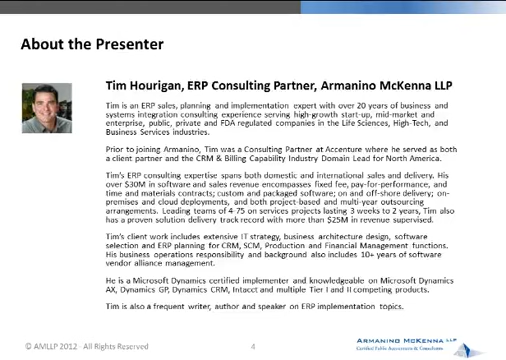 About the Presenter
Tim Hourigan, ERP Consulting Partner, Armanino McKenna LLP
Tim is an ERP sales, planning and implementation expert with over 20 years of business and
systems integration consulting experience serving high-growth start-up, mid-market and
enterprise, public, private and FDA regulated companies in the Life Sciences, High-Tech, and
Business Services industries.
Prior to joining Armanino, Tim was a Consulting Partner at Accenture where he served as both
a client partner and the CRM & Billing Capability Industry Domain Lead for North America.
Tim's ERP consulting expertise spans both domestic and international sales and delivery. His
over $30M in software and sales revenue encompasses fixed fee, pay-for-performance, and
time and materials contracts; custom and packaged software; on and off-shore delivery; on-
premises and cloud deployments, and both project-based and multi-year outsourcing
arrangements. Leading teams of 4-75 on services projects lasting 3 weeks to 2 years, Tim also
has a proven solution delivery track record with more than $25M in revenue supervised.
Tim's client work includes extensive IT strategy, business architecture design, software
selection and ERP planning for CRM, SCM, Production and Financial Management functions.
His business operations responsibility and background also includes 10+ years of software
vendor alliance management.
He is a Microsoft Dynamics certified implementer and knowledgeable on Microsoft Dynamics
AX, Dynamics GP, Dynamics CRM, Intacct and multiple Tier I and II competing products.
Tim is also a frequent writer, author and speaker on ERP implementation topics.
© AMLLP 2012 - All Rights Reserved
4
ARMANINO MCKENNA LLP
Certified Public Accountants & Consultants